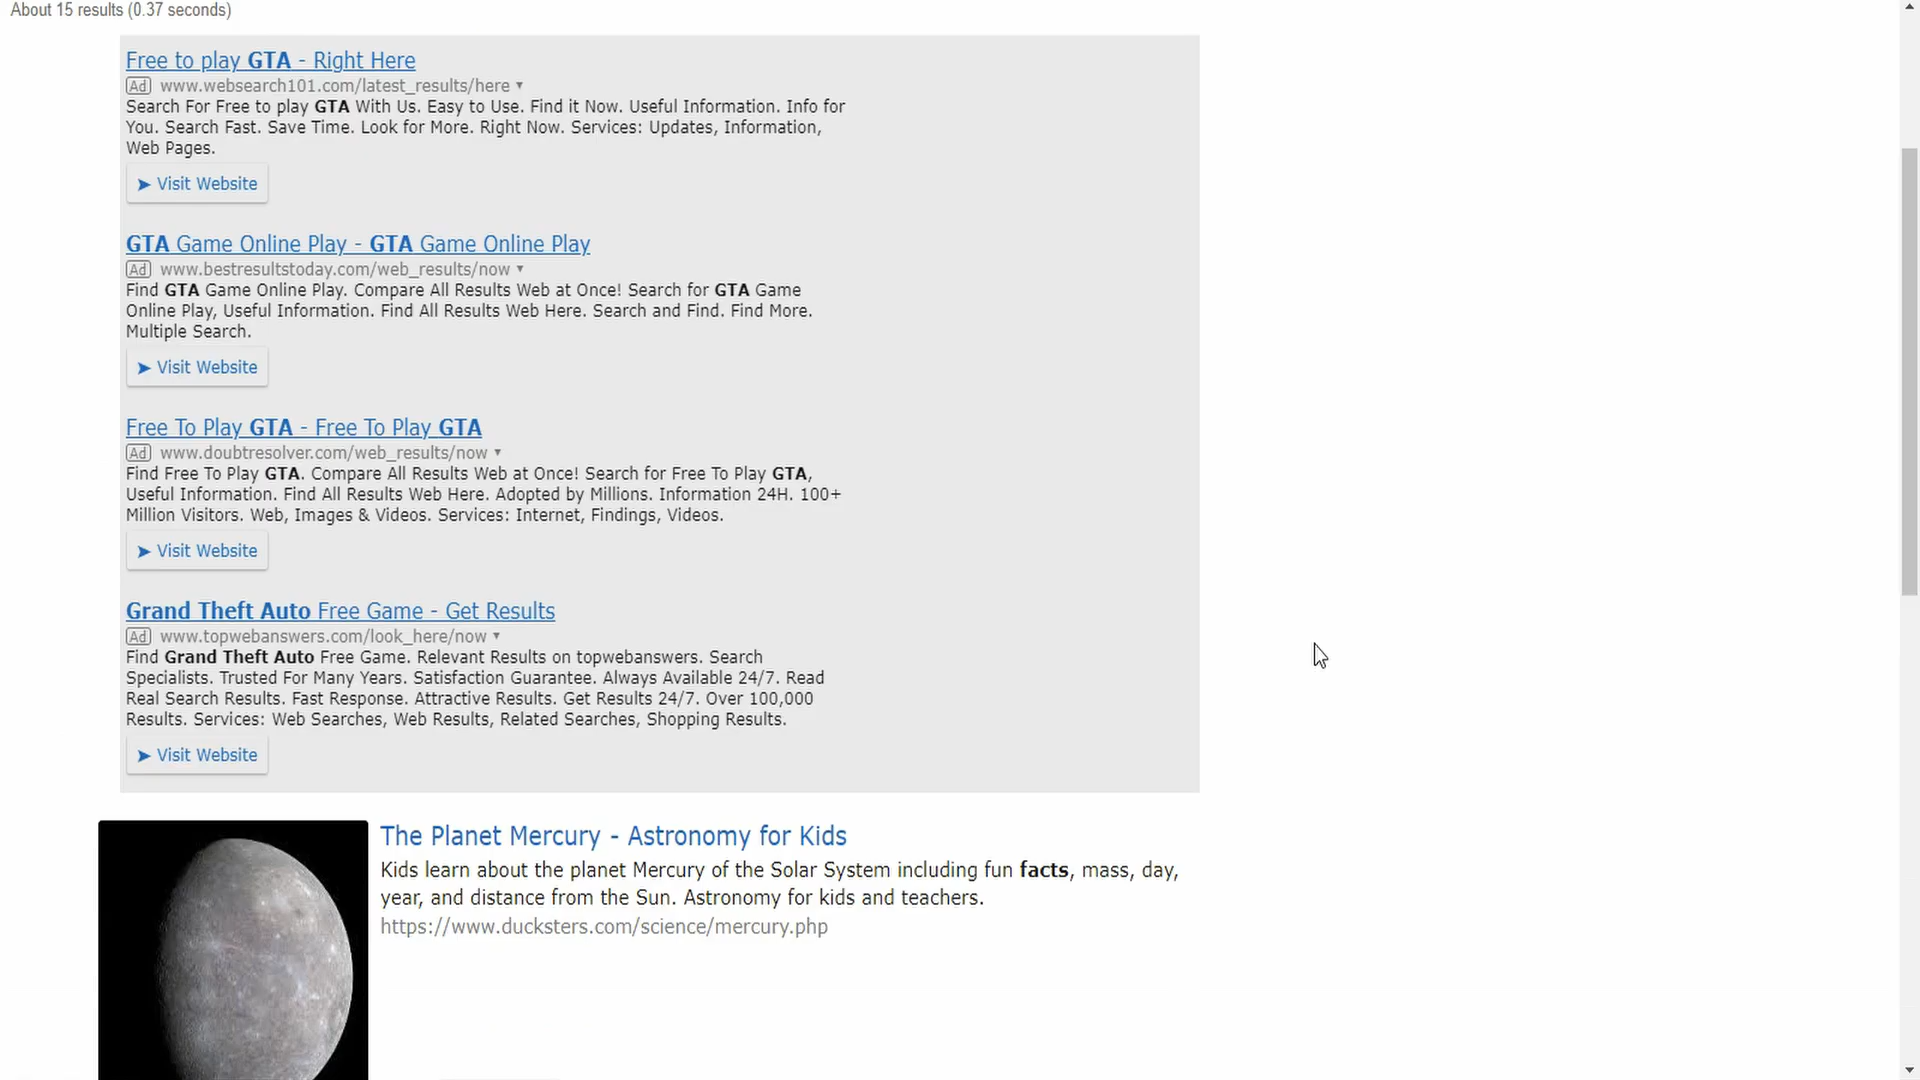 About 15 results (0.37 seconds)
Free to play GTA - Right Here
Ad www.websearch101.com/latest_results/here ▾
Search For Free to play GTA With Us. Easy to Use. Find it Now. Useful Information. Info for
You. Search Fast. Save Time. Look for More. Right Now. Services: Updates, Information,
Web Pages.
➤ Visit Website
GTA Game Online Play - GTA Game Online Play
Ad www.bestresultstoday.com/web_results/now ▾
Find GTA Game Online Play. Compare All Results Web at Once! Search for GTA Game
Online Play, Useful Information. Find All Results Web Here. Search and Find. Find More.
Multiple Search.
➤ Visit Website
Free To Play GTA - Free To Play GTA
Ad www.doubtresolver.com/web_results/now ▾
Find Free To Play GTA. Compare All Results Web at Once! Search for Free To Play GTA,
Useful Information. Find All Results Web Here. Adopted by Millions. Information 24H. 100+
Million Visitors. Web, Images & Videos. Services: Internet, Findings, Videos.
➤ Visit Website
Grand Theft Auto Free Game - Get Results
Ad www.topwebanswers.com/look_here/now ▾
Find Grand Theft Auto Free Game. Relevant Results on topwebanswers. Search
Specialists. Trusted For Many Years. Satisfaction Guarantee. Always Available 24/7. Read
Real Search Results. Fast Response. Attractive Results. Get Results 24/7. Over 100,000
Results. Services: Web Searches, Web Results, Related Searches, Shopping Results.
➤ Visit Website
The Planet Mercury - Astronomy for Kids
Kids learn about the planet Mercury of the Solar System including fun facts, mass, day,
year, and distance from the Sun. Astronomy for kids and teachers.
https://www.ducksters.com/science/mercury.php